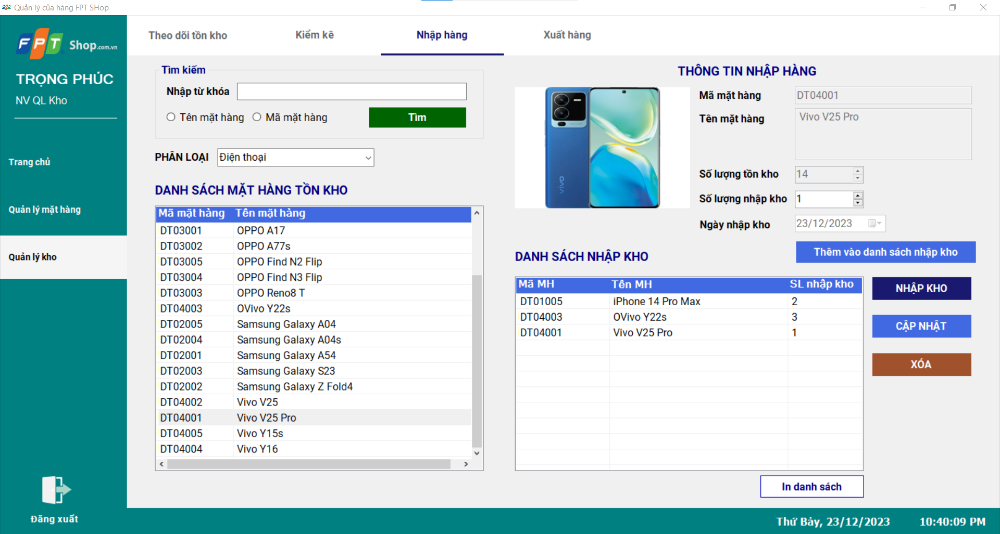 Quản lý của hàng FPT SHop
FPT Shop.com.vn
TRỌNG PHÚC
NV QL Kho
Trang chủ
Quản lý mặt hàng
Quản lý kho
Đăng xuất
Theo dõi tồn kho
Kiểm kê
Nhập hàng
Xuất hàng
Tìm kiếm
Nhập từ khóa
Tên mặt hàng
Mã mặt hàng
Tìm
PHÂN LOẠI
Điện thoại
DANH SÁCH MẶT HÀNG TỒN KHO
Mã mặt hàng Tên mặt hàng
DT03001 OPPO A17
DT03002 OPPO A77s
DT03005 OPPO Find N2 Flip
DT03004 OPPO Find N3 Flip
DT03003 OPPO Reno8 T
DT04003 OVivo Y22s
DT02005 Samsung Galaxy A04
DT02004 Samsung Galaxy A04s
DT02001 Samsung Galaxy A54
DT02003 Samsung Galaxy S23
DT02002 Samsung Galaxy Z Fold4
DT04002 Vivo V25
DT04001 Vivo V25 Pro
DT04005 Vivo Y15s
DT04004 Vivo Y16
THÔNG TIN NHẬP HÀNG
vivo
Mã mặt hàng DT04001
Tên mặt hàng Vivo V25 Pro
Số lượng tồn kho 14
Số lượng nhập kho 1
Ngày nhập kho 23/12/2023
Thêm vào danh sách nhập kho
DANH SÁCH NHẬP KHO
Mã MH Tên MH SL nhập kho
DT01005 iPhone 14 Pro Max 2
DT04003 OVivo Y22s 3
DT04001 Vivo V25 Pro 1
NHẬP KHO
CẬP NHẬT
XÓA
In danh sách
Thứ Bảy, 23/12/2023 10:40:09 PM